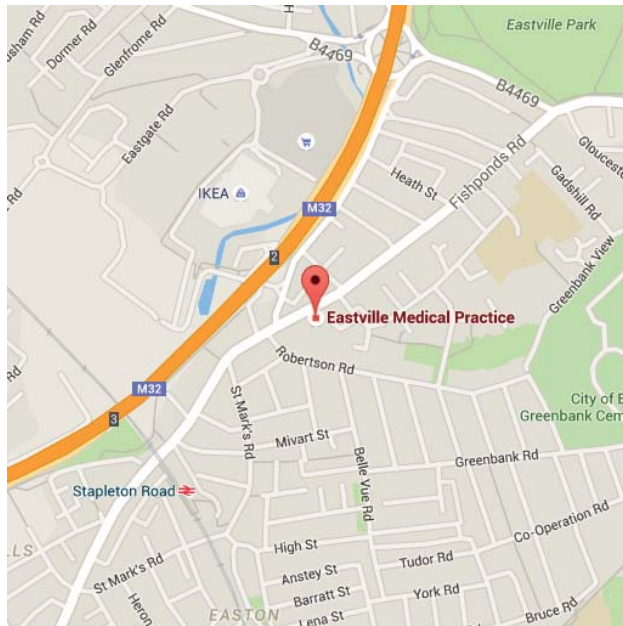 H
Eastville Park
B4469
Dormer Rd
Glenfrome Rd
B4469
Eastgate Rd
Heath St
Fishponds Rd
Gadshill Rd
IKEA
M32
2
Greenbank View
Eastville Medical Practice
Robertson Rd
M32
3
St Mark's Rd
Mivart St
Belle Vue Rd
City of B
Greenbank Cem
Greenbank Rd
Stapleton Road
Co-Operation Rd
St Mark's Rd
High St
Tudor Rd
Anstey St
Barratt St
York Rd
EASTON
Lena St
Bruce Rd